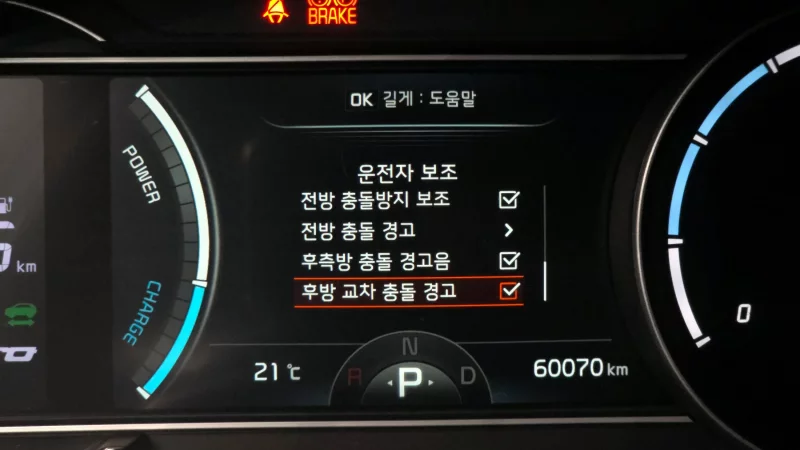 BRAKE
OK 길게 : 도움말
운전자 보조
전방 충돌방지 보조
전방 충돌 경고
후측방 충돌 경고음
후방 교차 충돌 경고
POWER
CHARGE
km
0
N
R
P
D
21 ℃
60070 km